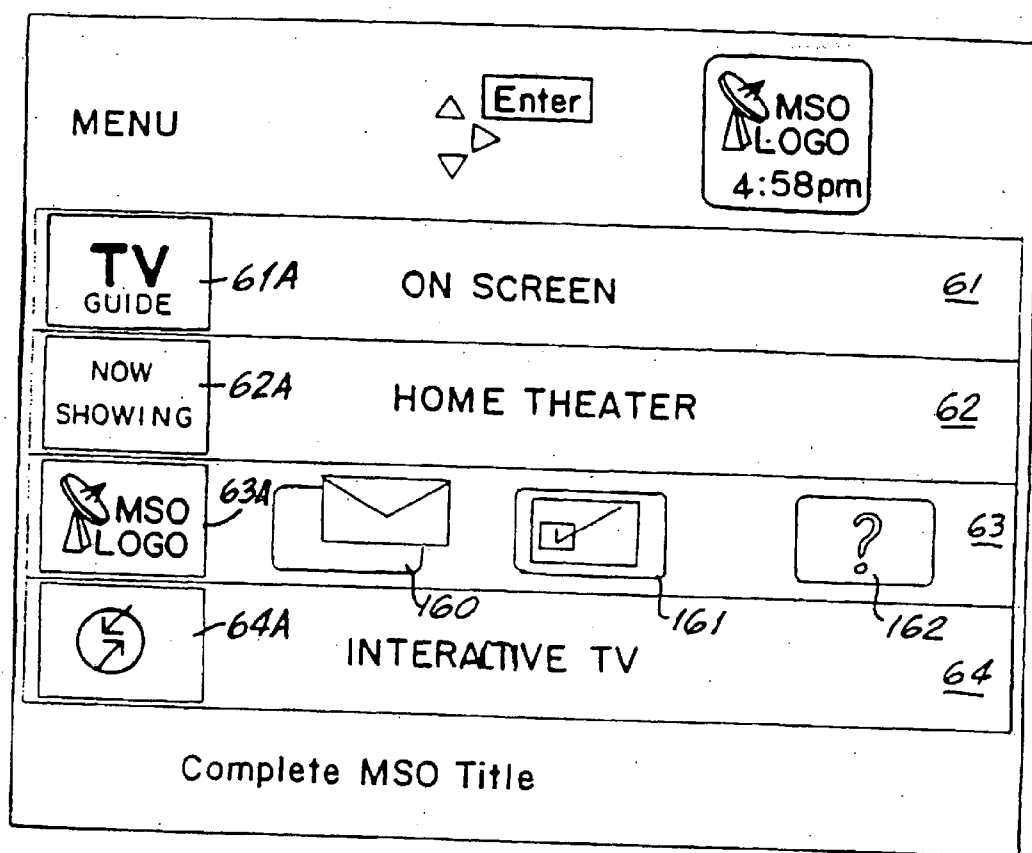 MENU
Enter
MSO
LOGO
4:58pm
TV
GUIDE
61A
ON SCREEN
61
NOW
SHOWING
62A
HOME THEATER
62
MSO
LOGO
63A
?
63
160
161
162
64A
INTERACTIVE TV
64
Complete MSO Title